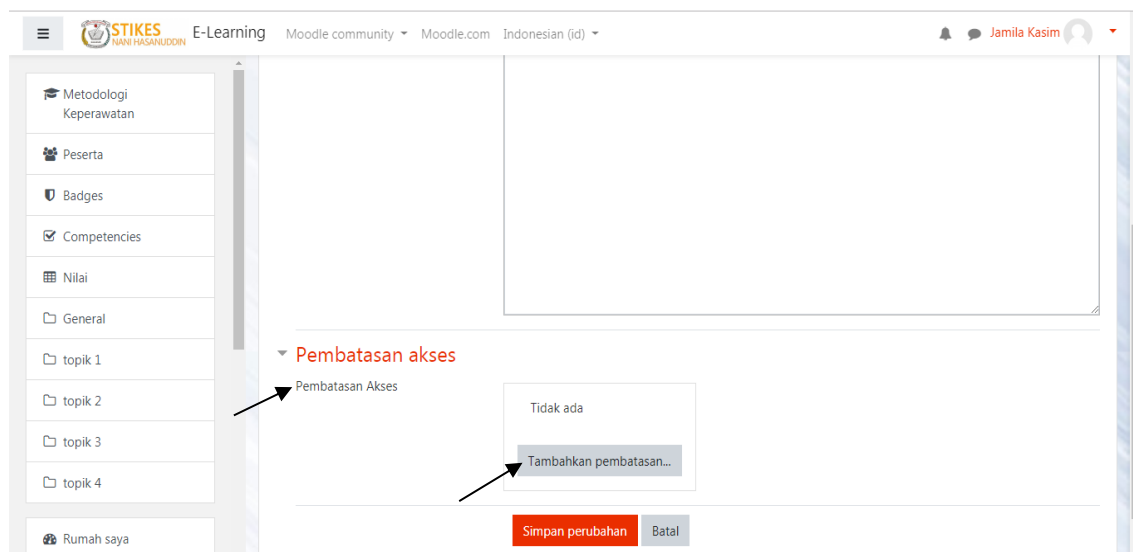 STIKES
NANI HASANUDDIN
E-Learning Moodle community Moodle.com Indonesian (id) Jamila Kasim
Metodologi
Keperawatan
Peserta
Badges
Competencies
Nilai
General
topik 1
topik 2
topik 3
topik 4
Rumah saya
Pembatasan akses
Pembatasan Akses
Tidak ada
Tambahkan pembatasan...
Simpan perubahan Batal